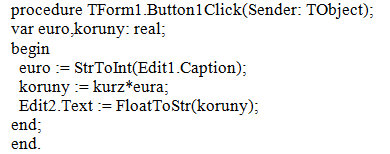 procedure TForm1.Button1Click(Sender: TObject);
var euro,koruny: real;
begin
euro := StrToInt(Edit1.Caption);
koruny := kurz*eura;
Edit2.Text := FloatToStr(koruny);
end;
end.